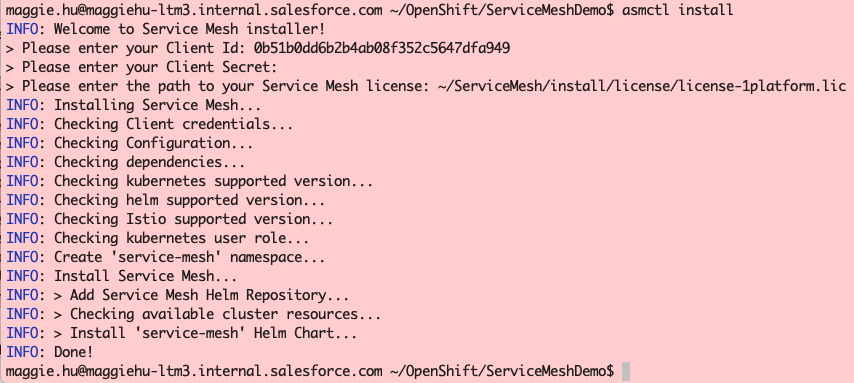 maggie.hu@maggiehu-ltm3.internal.salesforce.com ~/OpenShift/ServiceMeshDemo$ asmctl install
INFO: Welcome to Service Mesh installer!
> Please enter your Client Id: 0b51b0dd6b2b4ab08f352c5647dfa949
> Please enter your Client Secret:
> Please enter the path to your Service Mesh license: ~/ServiceMesh/install/license/license-1platform.lic
INFO: Installing Service Mesh...
INFO: Checking Client credentials...
INFO: Checking Configuration...
INFO: Checking dependencies...
INFO: Checking kubernetes supported version...
INFO: Checking helm supported version...
INFO: Checking Istio supported version...
INFO: Checking kubernetes user role...
INFO: Create 'service-mesh' namespace...
INFO: Install Service Mesh...
INFO: > Add Service Mesh Helm Repository...
INFO: > Checking available cluster resources...
INFO: > Install 'service-mesh' Helm Chart...
INFO: Done!
maggie.hu@maggiehu-ltm3.internal.salesforce.com ~/OpenShift/ServiceMeshDemo$